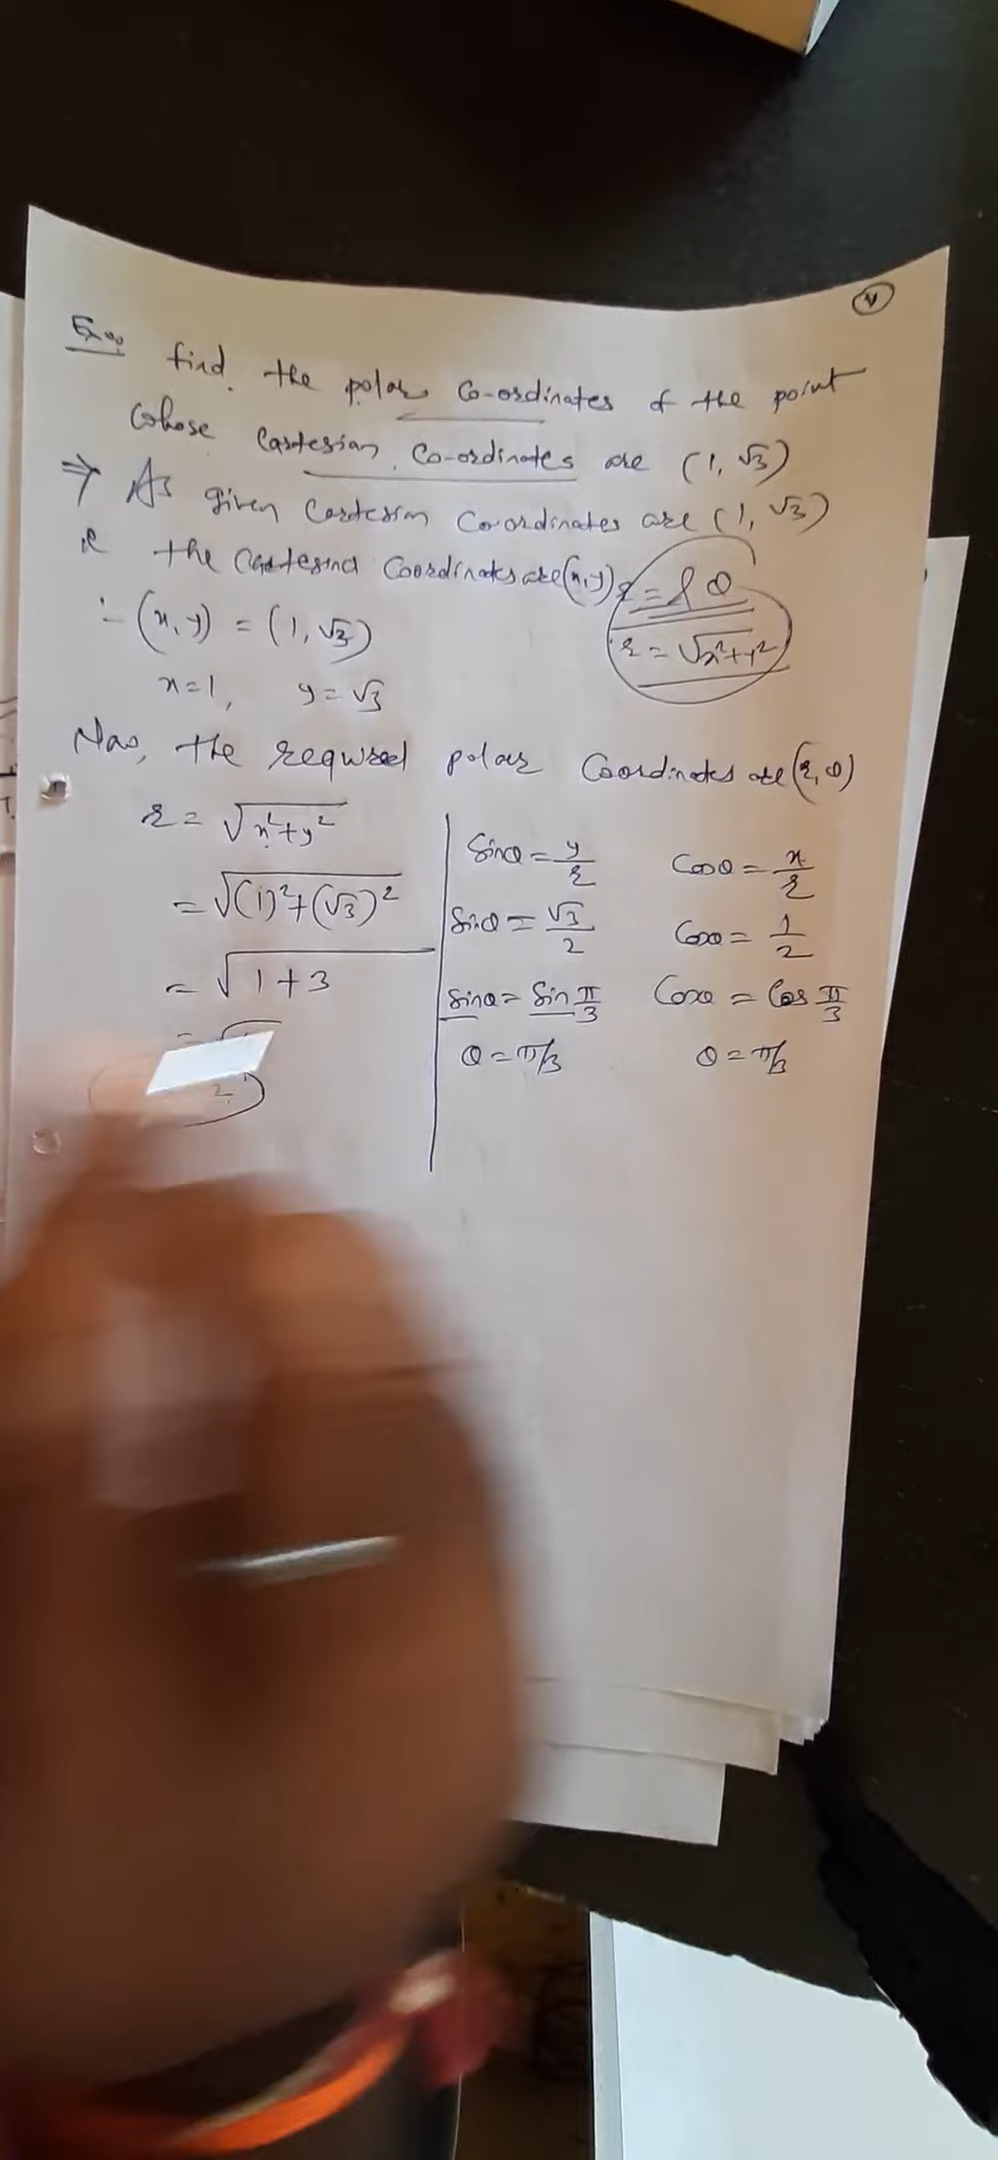 4
Ex:- find the polar Co-ordinates of the point
whose Cartesian Co-ordinates are (1, √3)
⇒ As given Cartesian Co-ordinates are (1, √3)
ie the Cartesian Coordinates are (x,y)
r = √x²+y²
∴ (x, y) = (1, √3)
x=1, y=√3
Now, the required polar Coordinates are (r, θ)
r = √x²+y²
= √(1)²+(√3)²
= √1+3
2
Sinθ = y/r
Sinθ = √3/2
Sinθ = Sin π/3
θ = π/3
Cosθ = x/r
Cosθ = 1/2
Cosθ = Cos π/3
θ = π/3